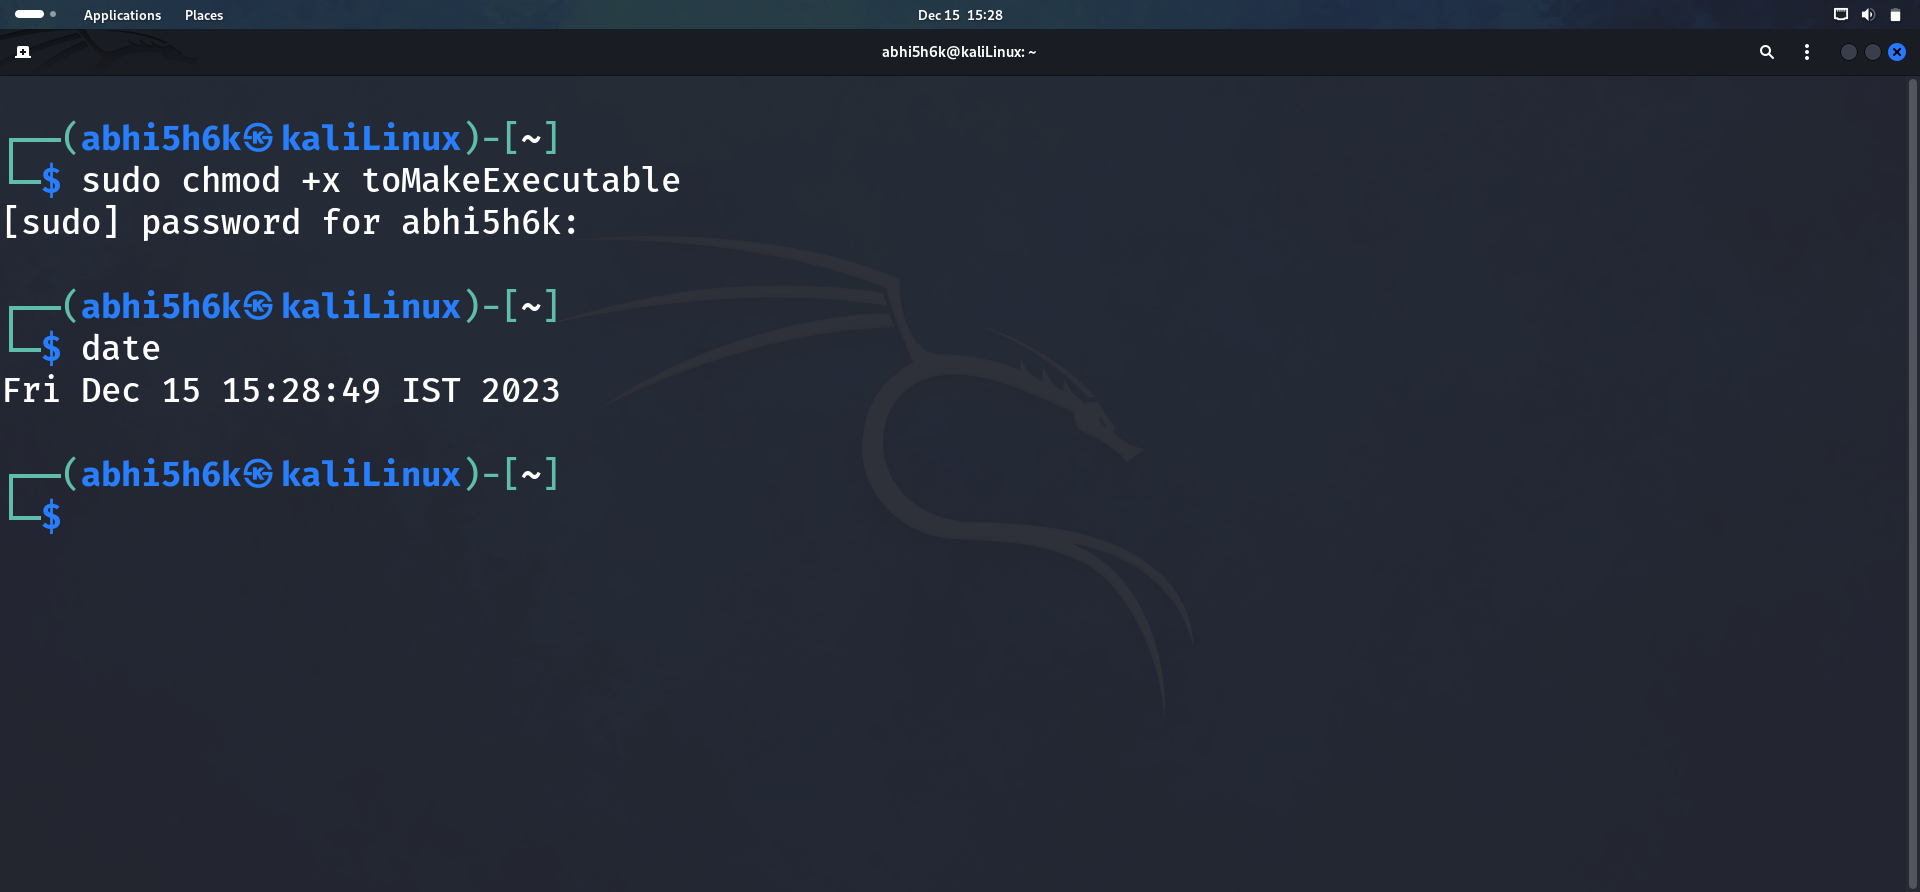 Applications Places Dec 15 15:28
abhi5h6k@kaliLinux: ~
┌──(abhi5h6k㉿kaliLinux)-[~]
└─$ sudo chmod +x toMakeExecutable
[sudo] password for abhi5h6k:
┌──(abhi5h6k㉿kaliLinux)-[~]
└─$ date
Fri Dec 15 15:28:49 IST 2023
┌──(abhi5h6k㉿kaliLinux)-[~]
└─$